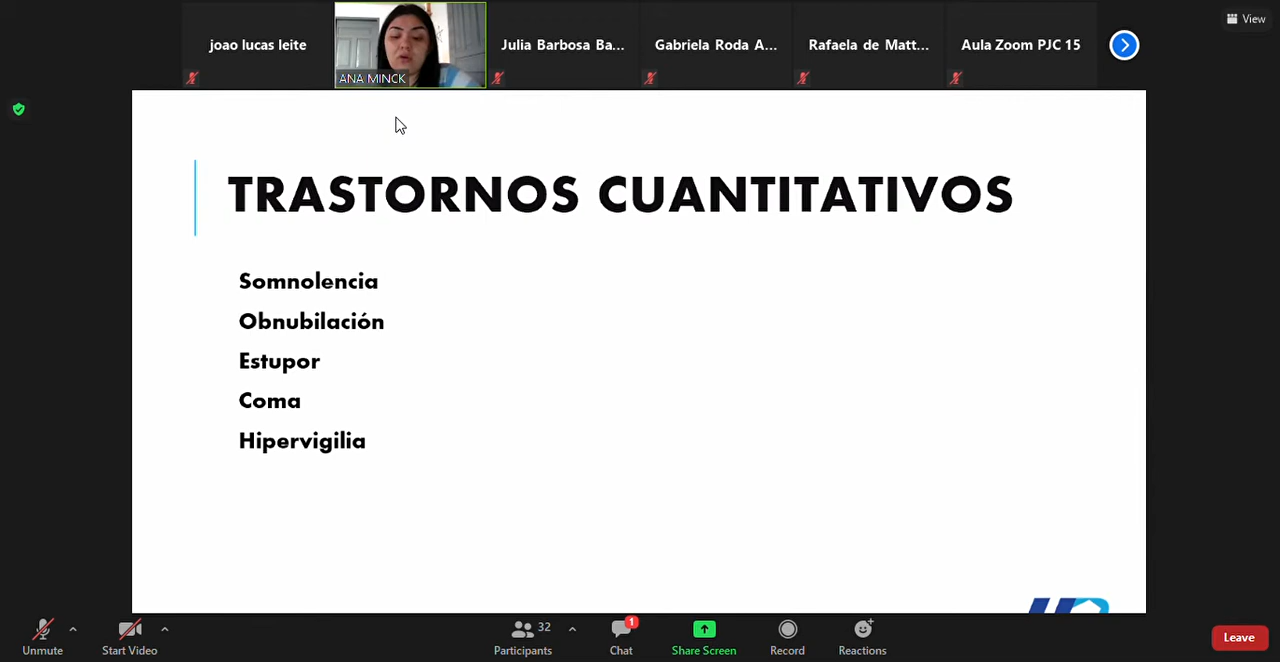 View
joao lucas leite
ANA MINCK
Julia Barbosa Ba...
Gabriela Roda A...
Rafaela de Matt...
Aula Zoom PJC 15
TRASTORNOS CUANTITATIVOS
Somnolencia
Obnubilación
Estupor
Coma
Hipervigilia
Unmute
Start Video
32
Participants
1
Chat
Share Screen
Record
Reactions
Leave